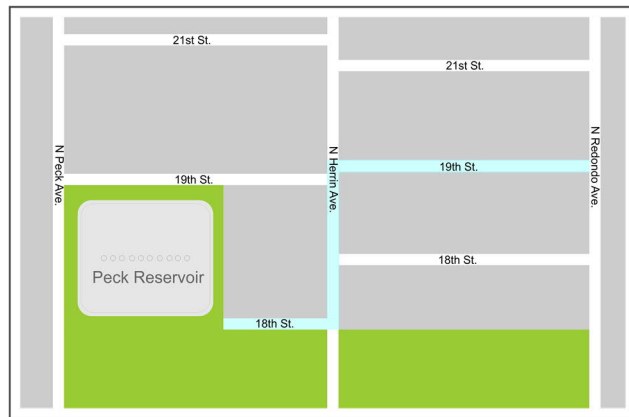 21st St.
21st St.
N Peck Ave.
N Herrin Ave.
N Redondo Ave.
19th St.
19th St.
Peck Reservoir
18th St.
18th St.